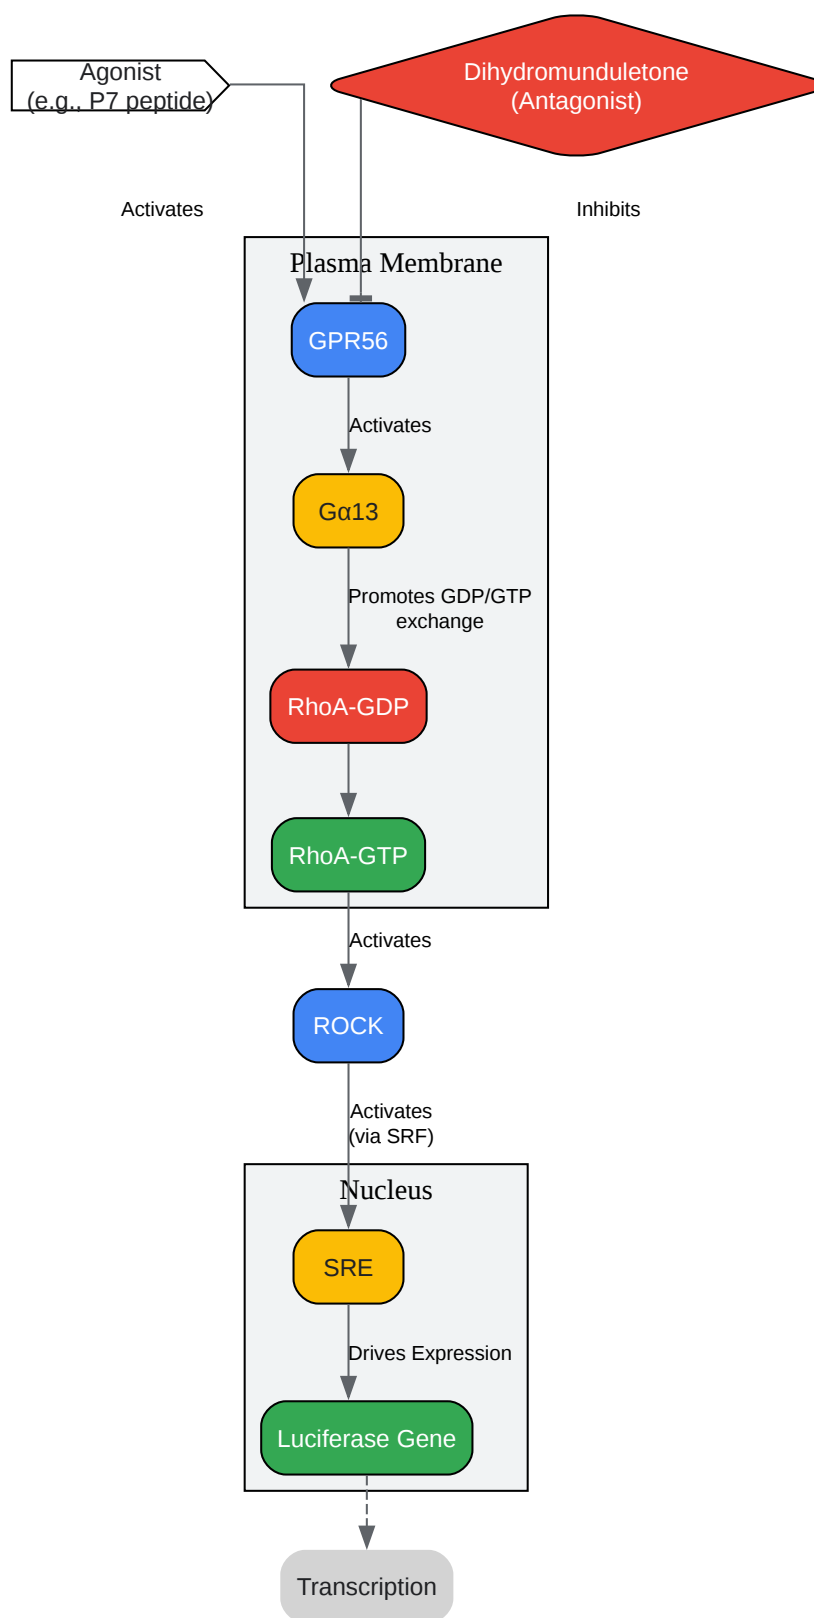 Agonist
(e.g., P7 peptide)
Dihydromunduletone
(Antagonist)
Activates
Inhibits
Plasma Membrane
GPR56
Activates
Gα13
Promotes GDP/GTP
exchange
RhoA-GDP
RhoA-GTP
Activates
ROCK
Activates
(via SRF)
Nucleus
SRE
Drives Expression
Luciferase Gene
Transcription